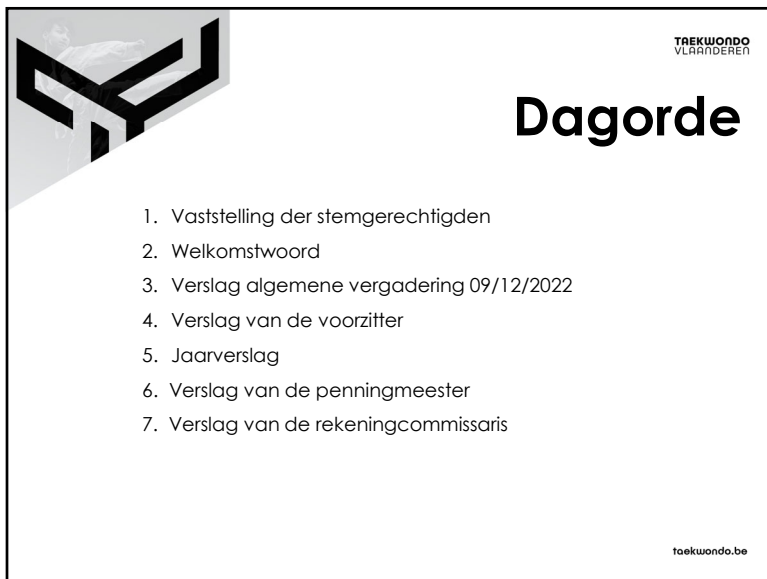 TAEKWONDO
VLAANDEREN
Dagorde
1. Vaststelling der stemgerechtigden
2. Welkomstwoord
3. Verslag algemene vergadering 09/12/2022
4. Verslag van de voorzitter
5. Jaarverslag
6. Verslag van de penningmeester
7. Verslag van de rekeningcommissaris
taekwondo.be